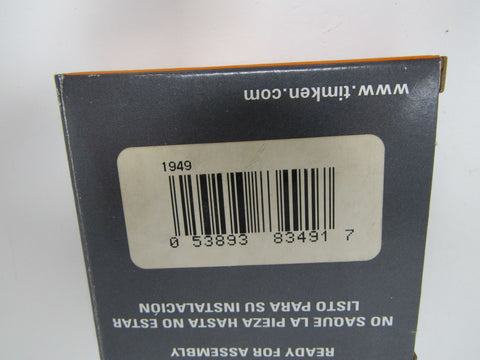 www.timken.com
1949
0 53893 83491 7
READY FOR ASSEMBLY
NO SAQUE LA PIEZA HASTA NO ESTAR
LISTO PARA SU INSTALACIÓN